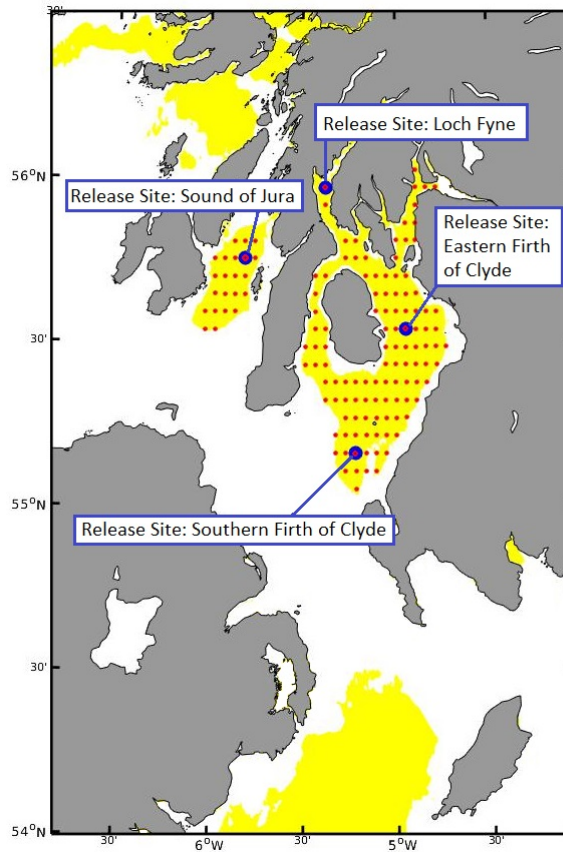 30'
Release Site: Loch Fyne
56°N
Release Site: Sound of Jura
Release Site:
Eastern Firth
of Clyde
30'
55°N
Release Site: Southern Firth of Clyde
30'
54°N
30'
6°W
30'
5°W
30'